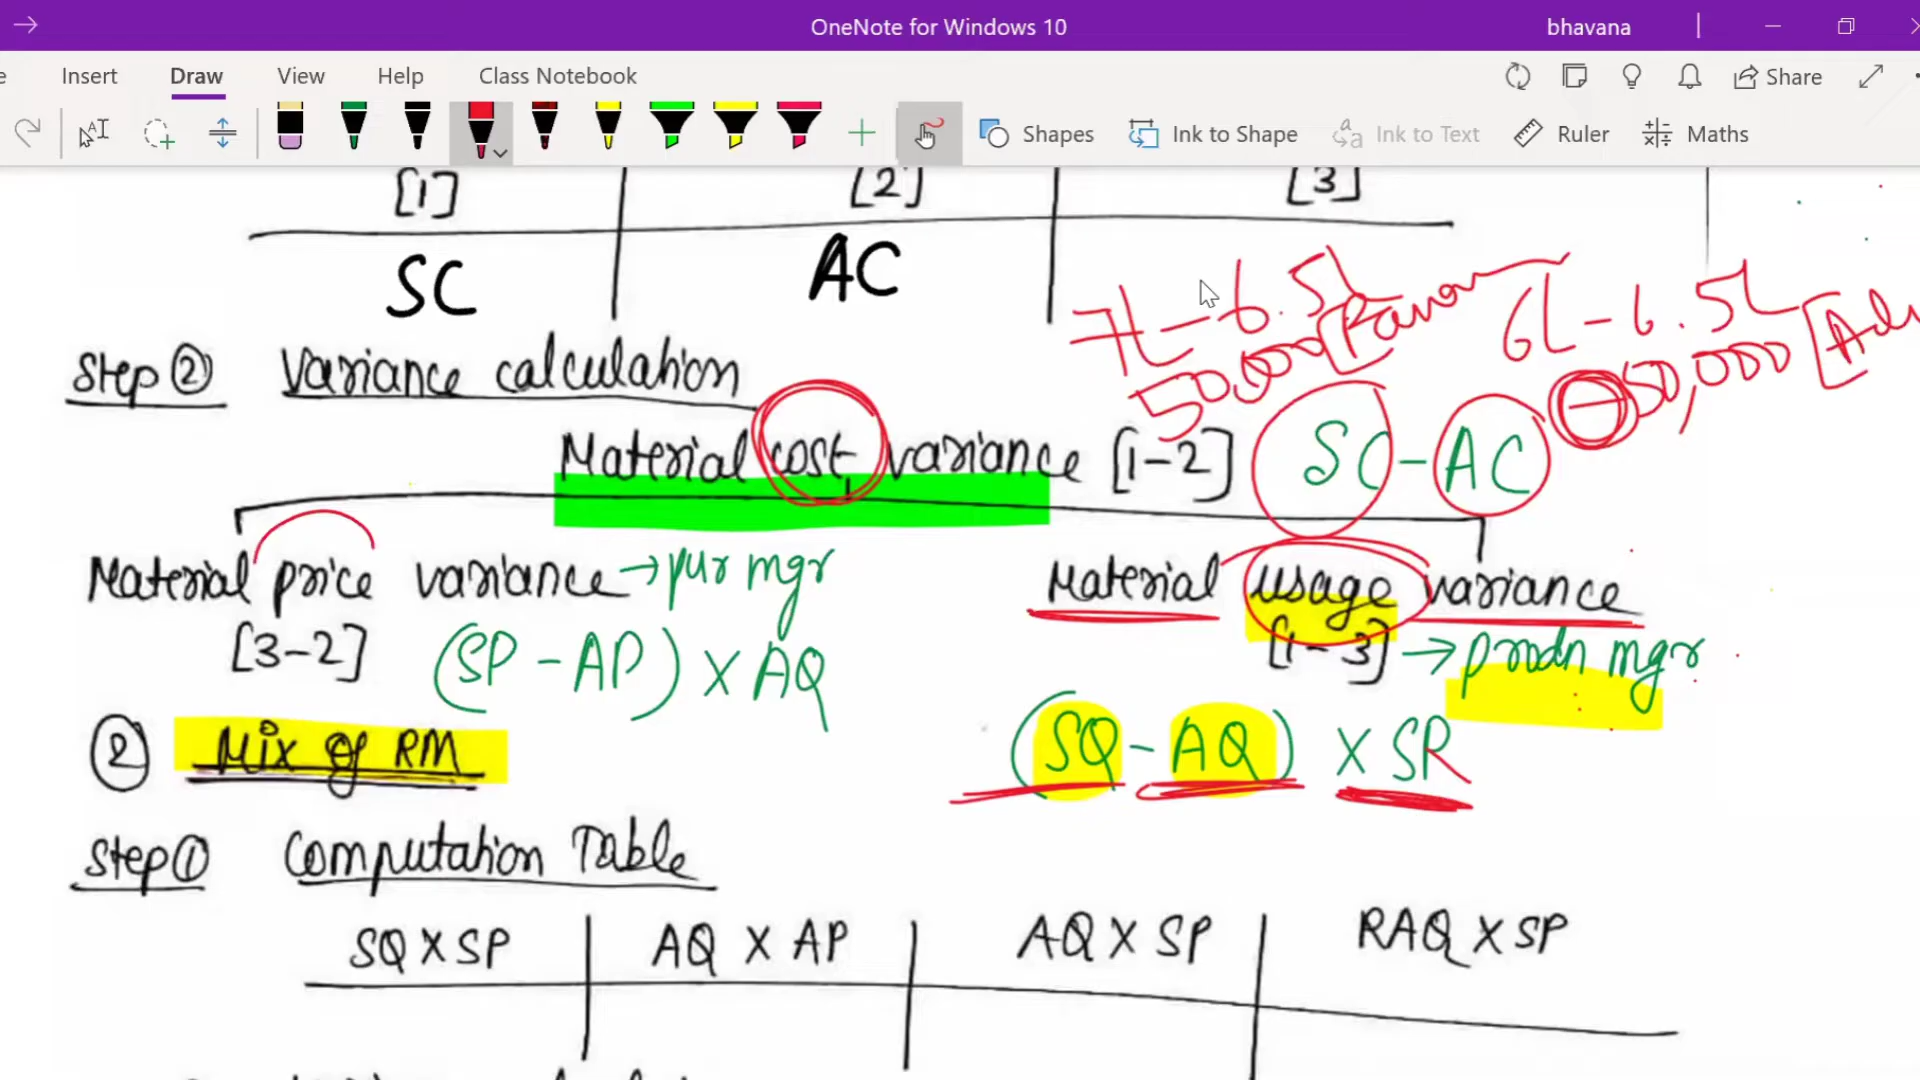 OneNote for Windows 10
bhavana
Insert Draw View Help Class Notebook
Share
Shapes Ink to Shape Ink to Text Ruler Maths
[1] [2] [3]
SC AC
7L-6.5L 6L-6.5L
50,000 -50,000
Step ② Variance calculation
Material cost variance [1-2] SC-AC
Material price variance → pur mgr
Material usage variance
[3-2] (SP-AP) X AQ
[1-3] → prodn mgr
② Mix of RM
(SQ-AQ) X SR
Step ① Computation Table
SQ X SP AQ X AP AQ X SP RAQ X SP